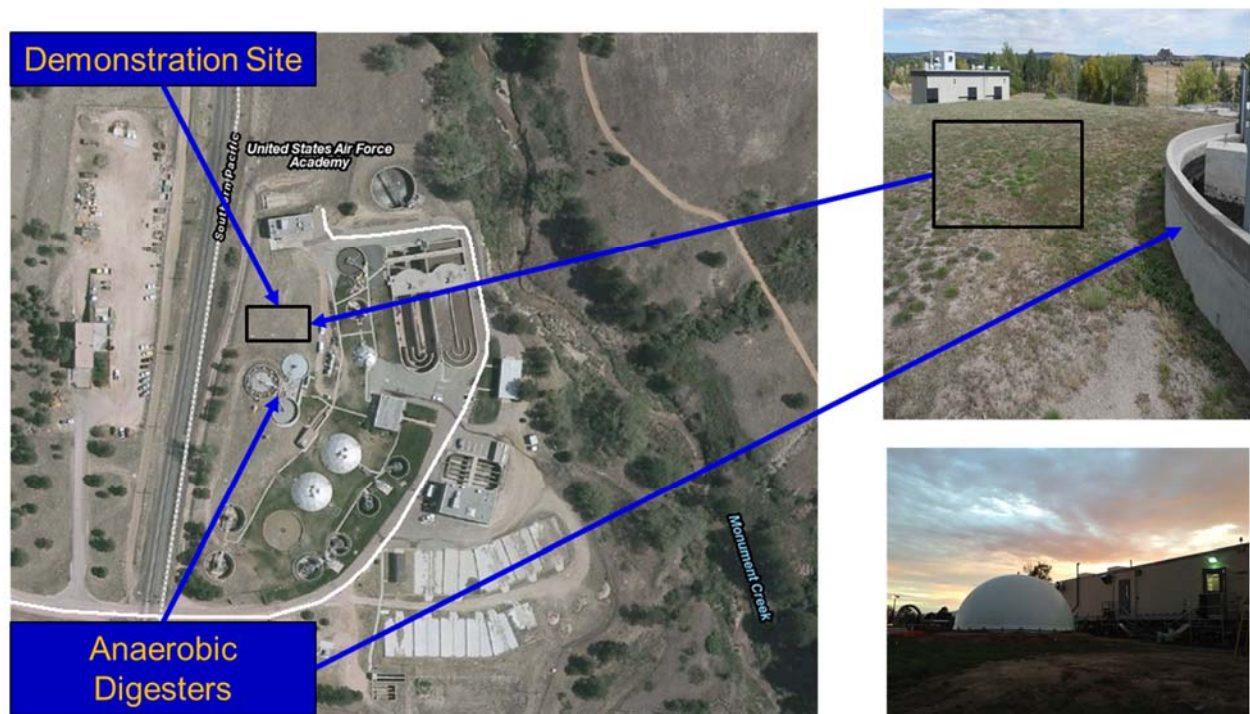 Demonstration Site
United States Air Force
Academy
Southern Pacific
Monument Creek
Anaerobic
Digesters